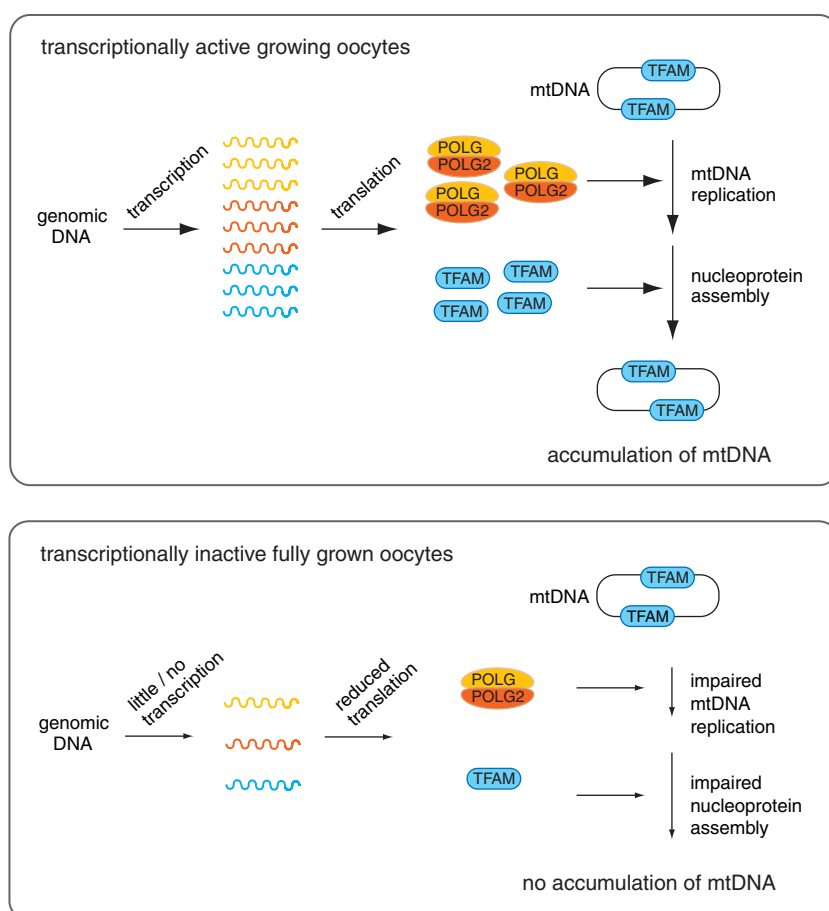 transcriptionally active growing oocytes
TFAM
mtDNA
TFAM
transcription
translation
POLG
POLG2
POLG
POLG2
POLG
POLG2
mtDNA
replication
genomic
DNA
TFAM
TFAM
TFAM
TFAM
nucleoprotein
assembly
TFAM
TFAM
accumulation of mtDNA
transcriptionally inactive fully grown oocytes
TFAM
mtDNA
TFAM
little / no
transcription
reduced
translation
POLG
POLG2
impaired
mtDNA
replication
genomic
DNA
TFAM
impaired
nucleoprotein
assembly
no accumulation of mtDNA